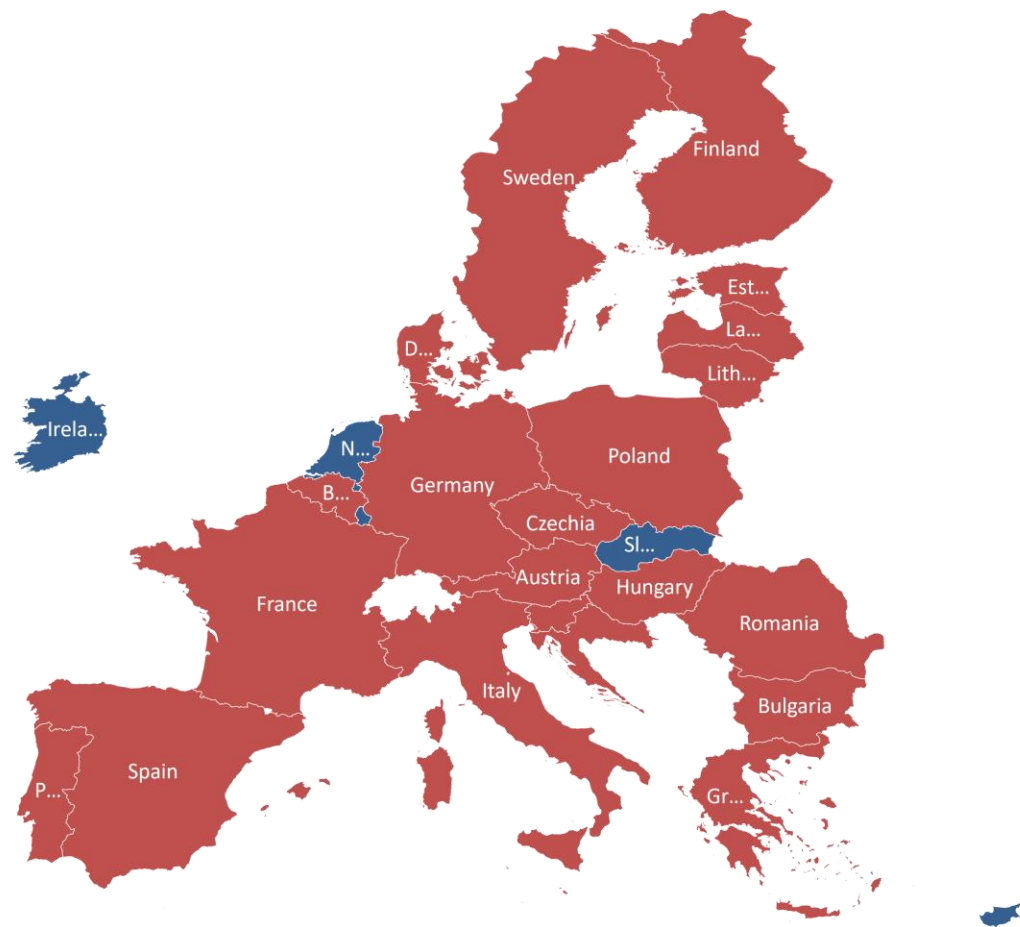 Finland
Sweden
Est...
La...
D...
Lith...
Irela...
N...
Poland
Germany
B...
Czechia
Sl...
Austria
Hungary
France
Romania
Italy
Bulgaria
Spain
P...
Gr...